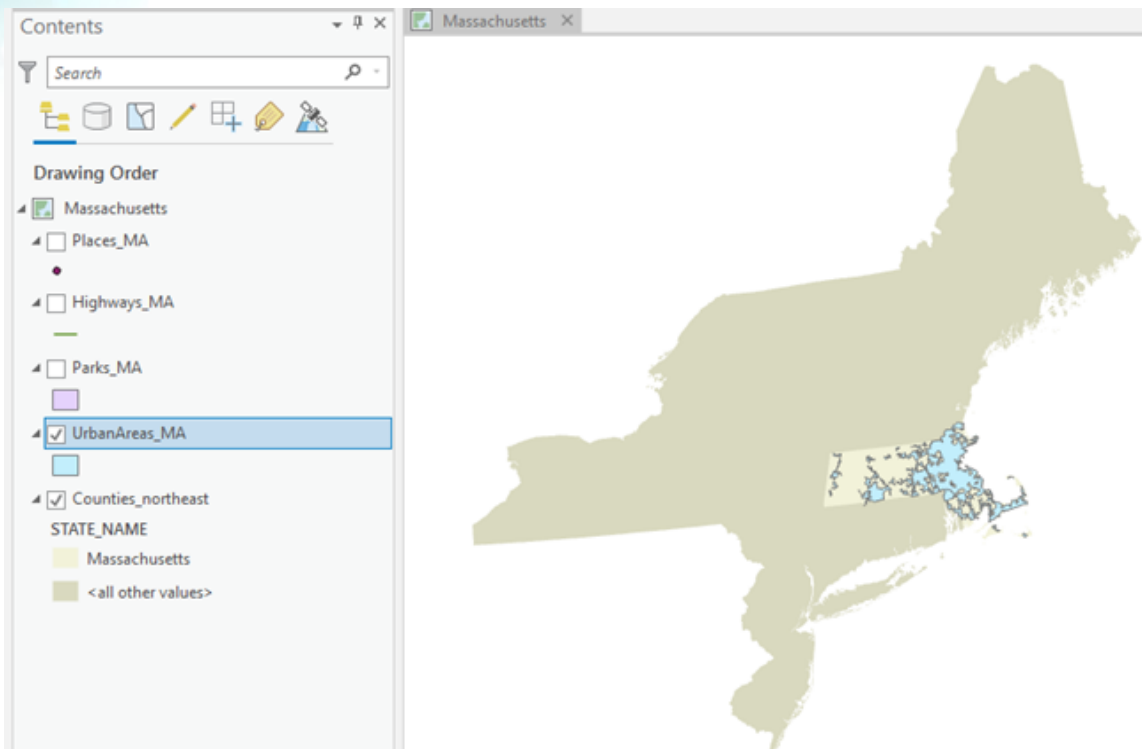 Contents
Massachusetts
Search
Drawing Order
Massachusetts
Places_MA
Highways_MA
Parks_MA
UrbanAreas_MA
Counties_northeast
STATE_NAME
Massachusetts
<all other values>